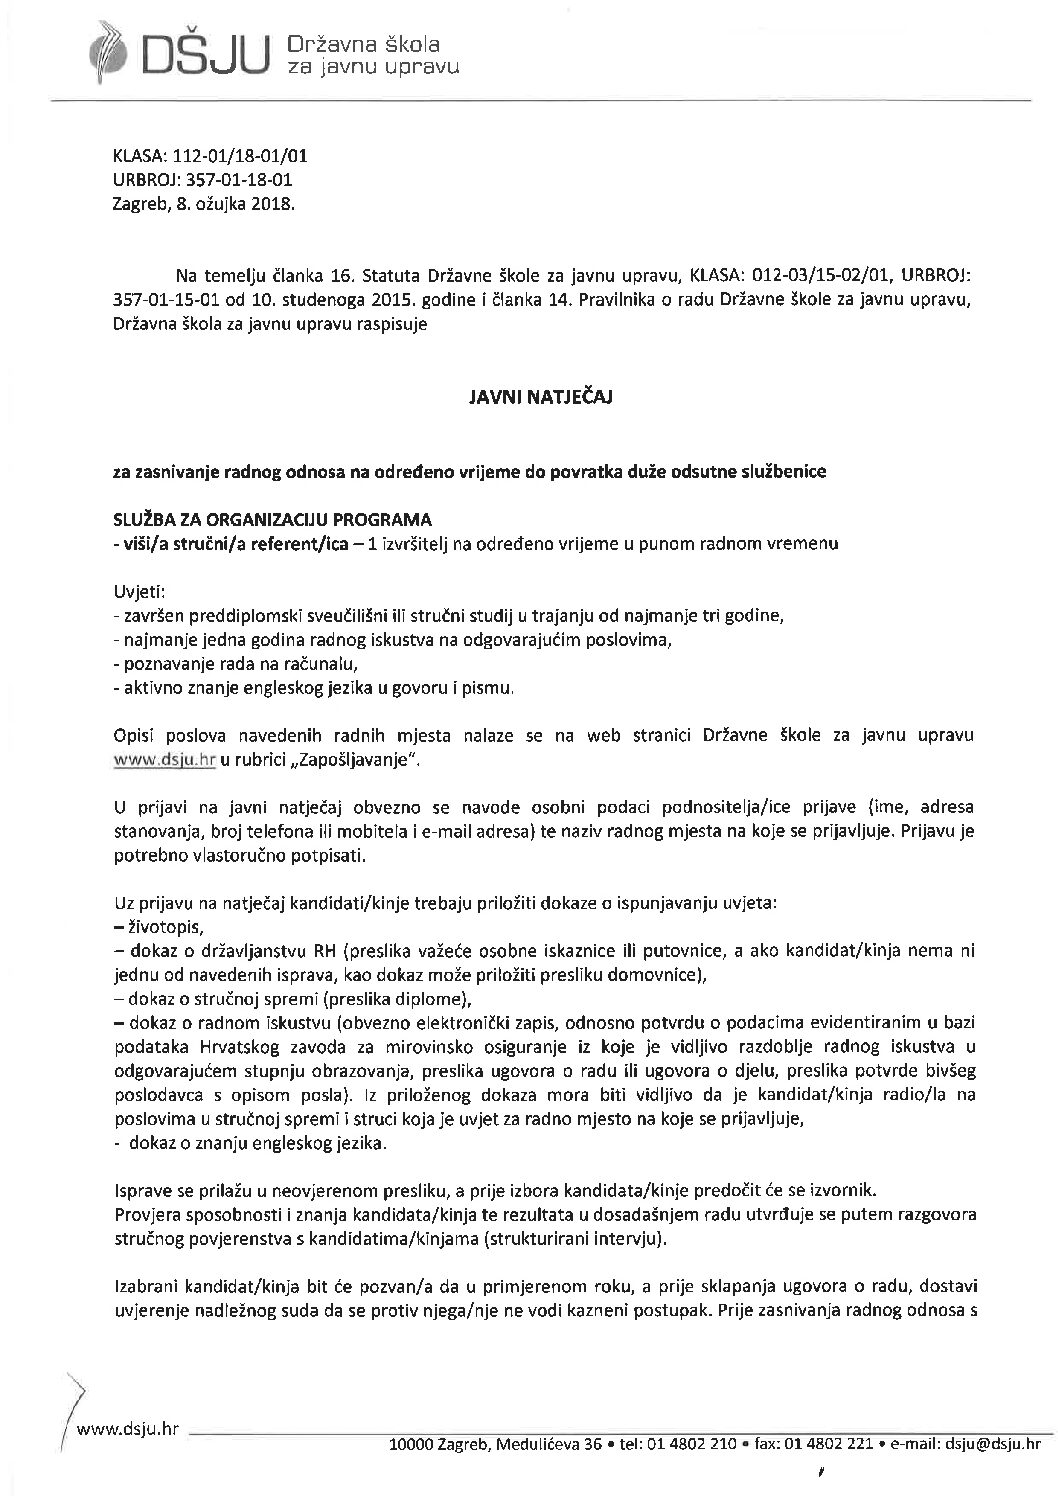 DŠJU Državna škola
za javnu upravu
KLASA: 112-01/18-01/01
URBROJ: 357-01-18-01
Zagreb, 8. ožujka 2018.
Na temelju članka 16. Statuta Državne škole za javnu upravu, KLASA: 012-03/15-02/01, URBROJ:
357-01-15-01 od 10. studenoga 2015. godine i članka 14. Pravilnika o radu Državne škole za javnu upravu,
Državna škola za javnu upravu raspisuje
JAVNI NATJEČAJ
za zasnivanje radnog odnosa na određeno vrijeme do povratka duže odsutne službenice
SLUŽBA ZA ORGANIZACIJU PROGRAMA
- viši/a stručni/a referent/ica – 1 izvršitelj na određeno vrijeme u punom radnom vremenu
Uvjeti:
- završen preddiplomski sveučilišni ili stručni studij u trajanju od najmanje tri godine,
- najmanje jedna godina radnog iskustva na odgovarajućim poslovima,
- poznavanje rada na računalu,
- aktivno znanje engleskog jezika u govoru i pismu.
Opisi poslova navedenih radnih mjesta nalaze se na web stranici Državne škole za javnu upravu
www.dsju.hr u rubrici „Zapošljavanje“.
U prijavi na javni natječaj obvezno se navode osobni podaci podnositelja/ice prijave (ime, adresa
stanovanja, broj telefona ili mobitela i e-mail adresa) te naziv radnog mjesta na koje se prijavljuje. Prijavu je
potrebno vlastoručno potpisati.
Uz prijavu na natječaj kandidati/kinje trebaju priložiti dokaze o ispunjavanju uvjeta:
– životopis,
– dokaz o državljanstvu RH (preslika važeće osobne iskaznice ili putovnice, a ako kandidat/kinja nema ni
jednu od navedenih isprava, kao dokaz može priložiti presliku domovnice),
– dokaz o stručnoj spremi (preslika diplome),
– dokaz o radnom iskustvu (obvezno elektronički zapis, odnosno potvrdu o podacima evidentiranim u bazi
podataka Hrvatskog zavoda za mirovinsko osiguranje iz koje je vidljivo razdoblje radnog iskustva u
odgovarajućem stupnju obrazovanja, preslika ugovora o radu ili ugovora o djelu, preslika potvrde bivšeg
poslodavca s opisom posla). Iz priloženog dokaza mora biti vidljivo da je kandidat/kinja radio/la na
poslovima u stručnoj spremi i struci koja je uvjet za radno mjesto na koje se prijavljuje,
- dokaz o znanju engleskog jezika.
Isprave se prilažu u neovjerenom presliku, a prije izbora kandidata/kinje predočit će se izvornik.
Provjera sposobnosti i znanja kandidata/kinja te rezultata u dosadašnjem radu utvrđuje se putem razgovora
stručnog povjerenstva s kandidatima/kinjama (strukturirani intervju).
Izabrani kandidat/kinja bit će pozvan/a da u primjerenom roku, a prije sklapanja ugovora o radu, dostavi
uvjerenje nadležnog suda da se protiv njega/nje ne vodi kazneni postupak. Prije zasnivanja radnog odnosa s
www.dsju.hr
10000 Zagreb, Medulićeva 36 • tel: 01 4802 210 • fax: 01 4802 221 • e-mail: dsju@dsju.hr